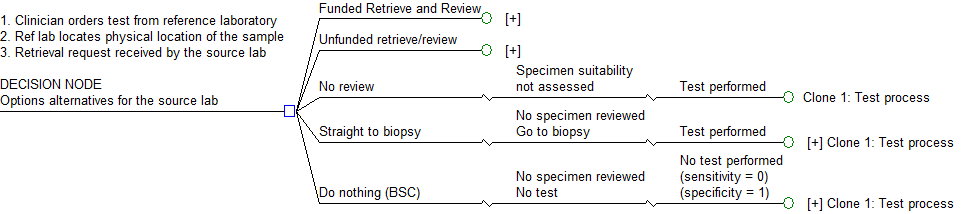 1. Clinician orders test from reference laboratory
2. Ref lab locates physical location of the sample
3. Retrieval request received by the source lab
DECISION NODE
Options alternatives for the source lab
Funded Retrieve and Review
[+]
Unfunded retrieve/review
[+]
No review
Specimen suitability
not assessed
Test performed
Clone 1: Test process
Straight to biopsy
No specimen reviewed
Go to biopsy
Test performed
[+] Clone 1: Test process
Do nothing (BSC)
No specimen reviewed
No test
No test performed
(sensitivity = 0)
(specificity = 1)
[+] Clone 1: Test process